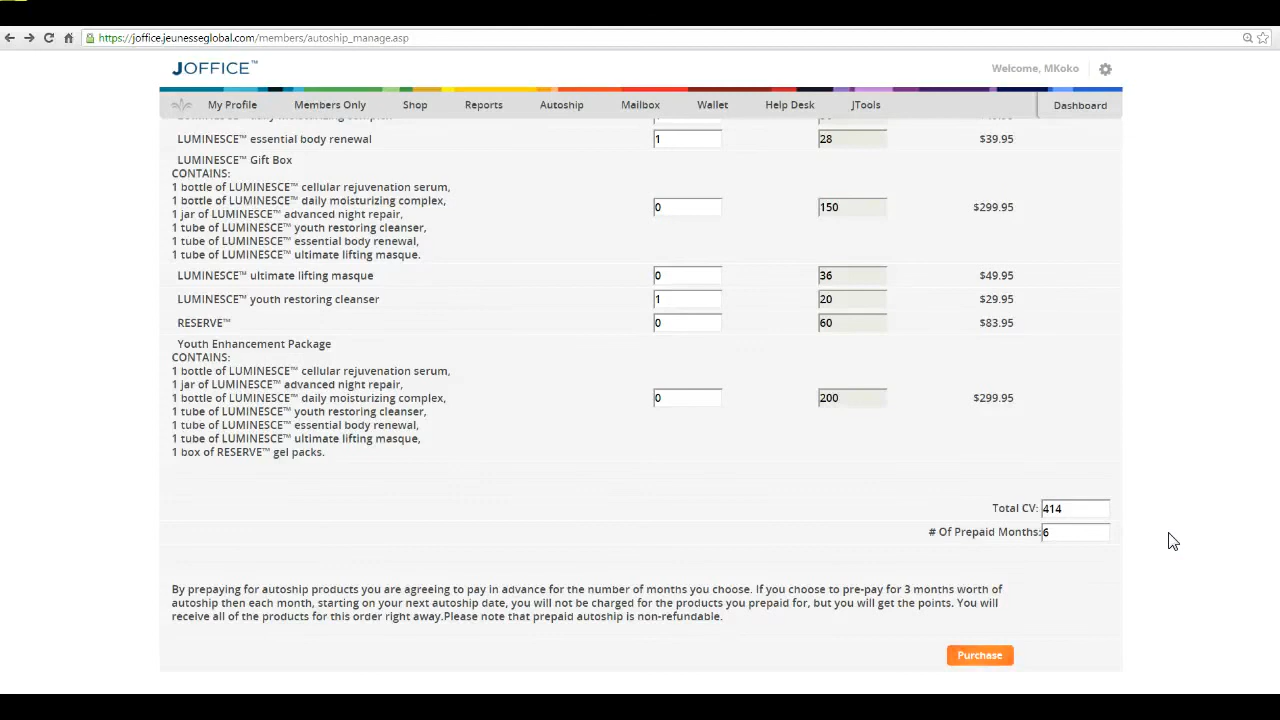 https://joffice.jeunesseglobal.com/members/autoship_manage.asp
JOFFICE™
Welcome, MKoko
My Profile Members Only Shop Reports Autoship Mailbox Wallet Help Desk JTools Dashboard
LUMINESCE™ essential body renewal 1 28 $39.95
LUMINESCE™ Gift Box
CONTAINS:
1 bottle of LUMINESCE™ cellular rejuvenation serum,
1 bottle of LUMINESCE™ daily moisturizing complex,
1 jar of LUMINESCE™ advanced night repair,
1 tube of LUMINESCE™ youth restoring cleanser,
1 tube of LUMINESCE™ essential body renewal,
1 tube of LUMINESCE™ ultimate lifting masque.
0 150 $299.95
LUMINESCE™ ultimate lifting masque 0 36 $49.95
LUMINESCE™ youth restoring cleanser 1 20 $29.95
RESERVE™ 0 60 $83.95
Youth Enhancement Package
CONTAINS:
1 bottle of LUMINESCE™ cellular rejuvenation serum,
1 jar of LUMINESCE™ advanced night repair,
1 bottle of LUMINESCE™ daily moisturizing complex,
1 tube of LUMINESCE™ youth restoring cleanser,
1 tube of LUMINESCE™ essential body renewal,
1 tube of LUMINESCE™ ultimate lifting masque,
1 box of RESERVE™ gel packs.
0 200 $299.95
Total CV: 414
# Of Prepaid Months: 6
By prepaying for autoship products you are agreeing to pay in advance for the number of months you choose. If you choose to pre-pay for 3 months worth of
autoship then each month, starting on your next autoship date, you will not be charged for the products you prepaid for, but you will get the points. You will
receive all of the products for this order right away.Please note that prepaid autoship is non-refundable.
Purchase